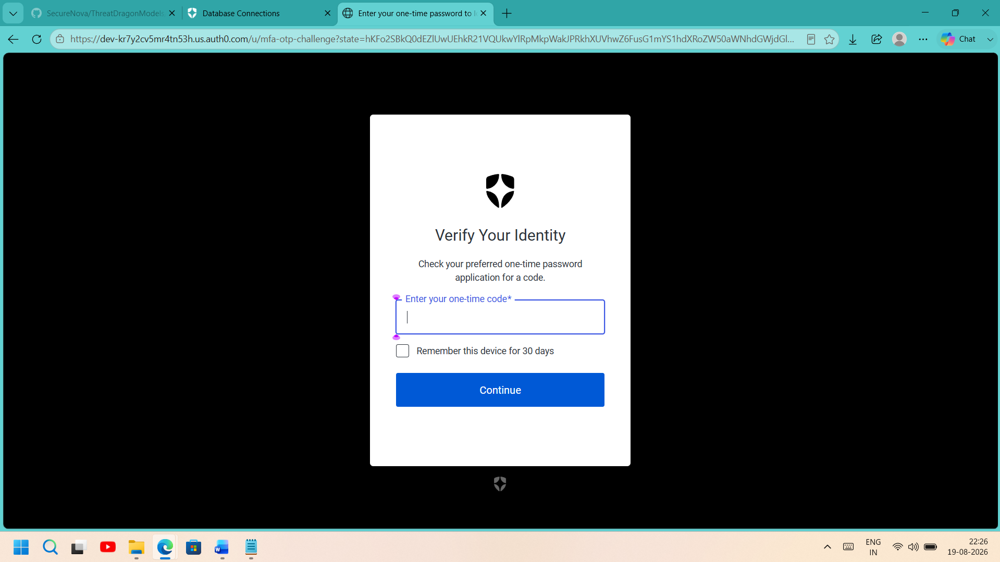 SecureNova/ThreatDragonModels
Database Connections
Enter your one-time password to l
https://dev-kr7y2cv5mr4tn53h.us.auth0.com/u/mfa-otp-challenge?state=hKFo2SBkQ0dEZlUwUEhkR21VQUkwYlRpMkpWakJPRkhXUVhwZ6FusG1mYS1hdXRoZW50aWNhdGWjdGl...
Chat
Verify Your Identity
Check your preferred one-time password
application for a code.
Enter your one-time code*
Remember this device for 30 days
Continue
ENG
IN
22:26
19-08-2026